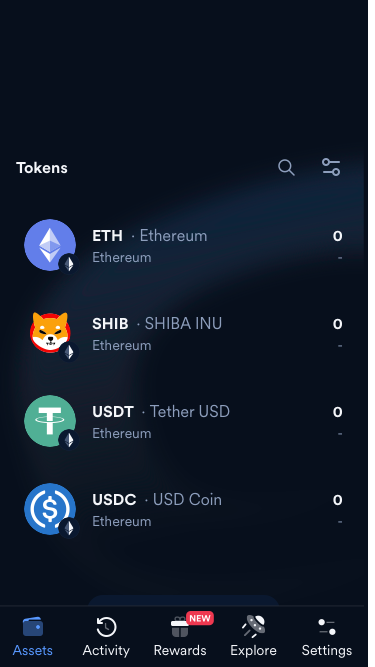 Tokens
ETH · Ethereum 0
Ethereum -
SHIB · SHIBA INU 0
Ethereum -
USDT · Tether USD 0
Ethereum -
USDC · USD Coin 0
Ethereum -
NEW
Assets Activity Rewards Explore Settings